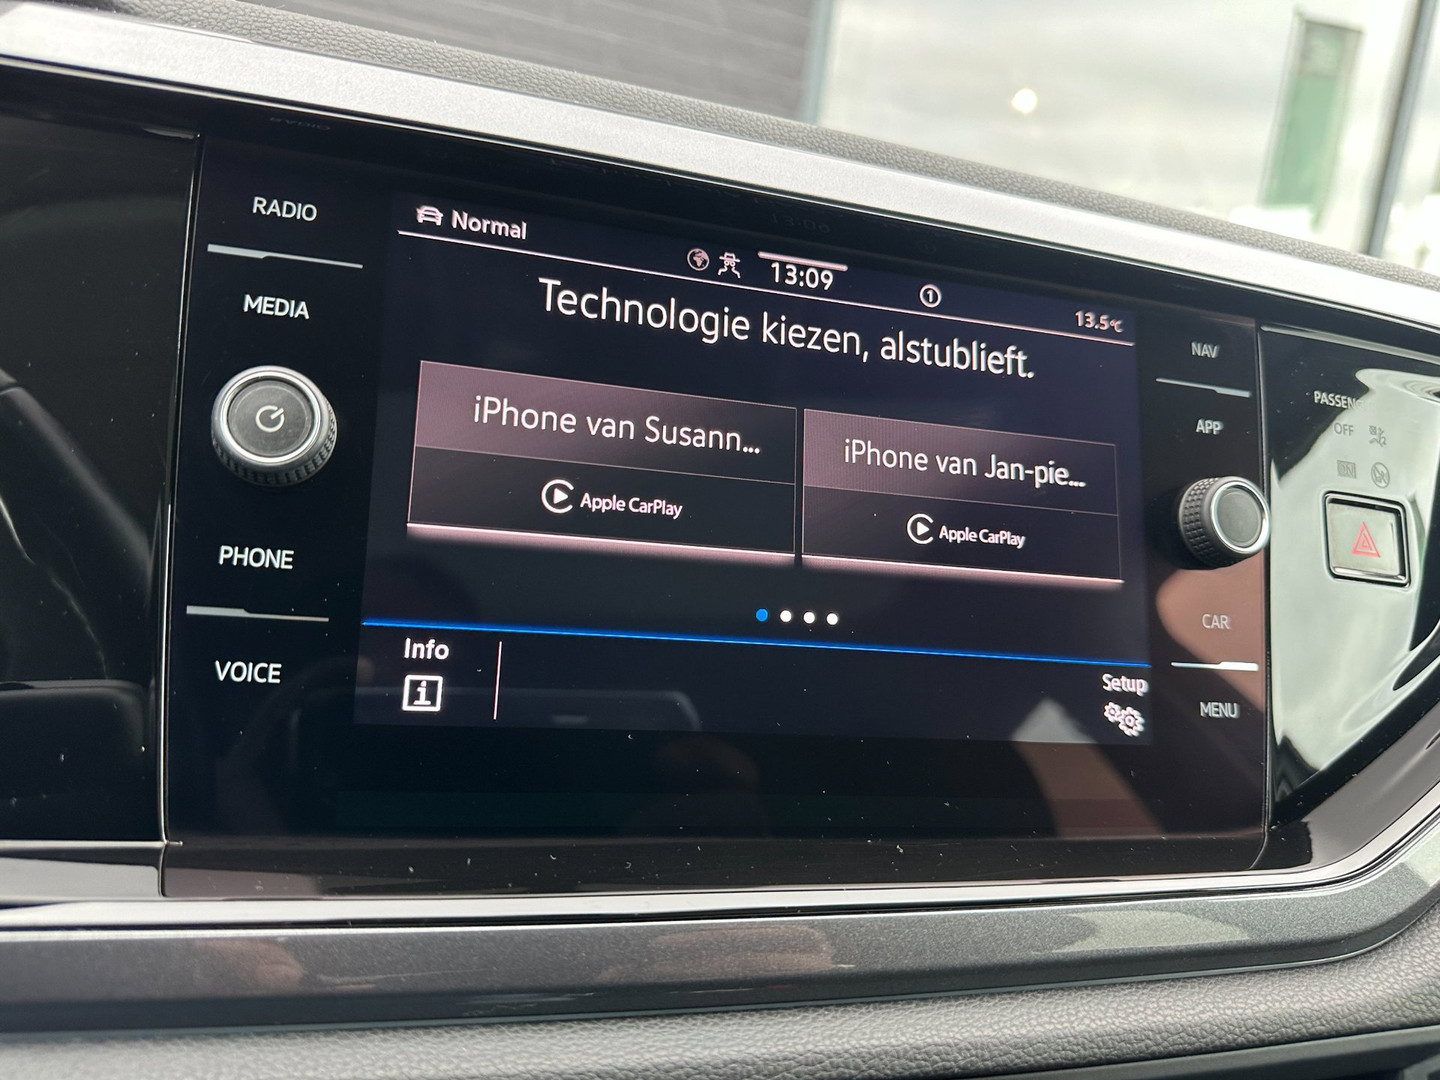 RADIO
MEDIA
PHONE
VOICE
Normal
13:09
1
13.5°C
Technologie kiezen, alstublieft.
iPhone van Susann...
Apple CarPlay
iPhone van Jan-pie...
Apple CarPlay
Info
i
Setup
NAV
APP
CAR
MENU
OFF